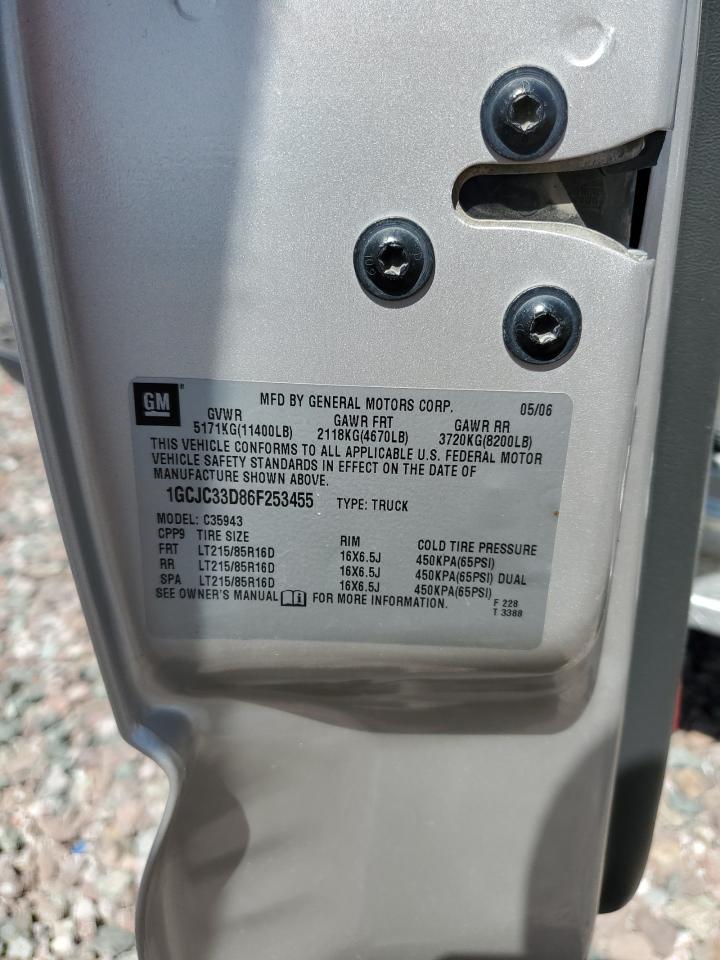 GM ® MFD BY GENERAL MOTORS CORP. 05/06
GVWR GAWR FRT GAWR RR
5171KG(11400LB) 2118KG(4670LB) 3720KG(8200LB)
THIS VEHICLE CONFORMS TO ALL APPLICABLE U.S. FEDERAL MOTOR
VEHICLE SAFETY STANDARDS IN EFFECT ON THE DATE OF
MANUFACTURE SHOWN ABOVE.
1GCJC33D86F253455 TYPE: TRUCK
MODEL: C35943
CPP9 TIRE SIZE RIM COLD TIRE PRESSURE
FRT LT215/85R16D 16X6.5J 450KPA(65PSI)
RR LT215/85R16D 16X6.5J 450KPA(65PSI) DUAL
SPA LT215/85R16D 16X6.5J 450KPA(65PSI)
SEE OWNER'S MANUAL FOR MORE INFORMATION.
F 228
T 3388